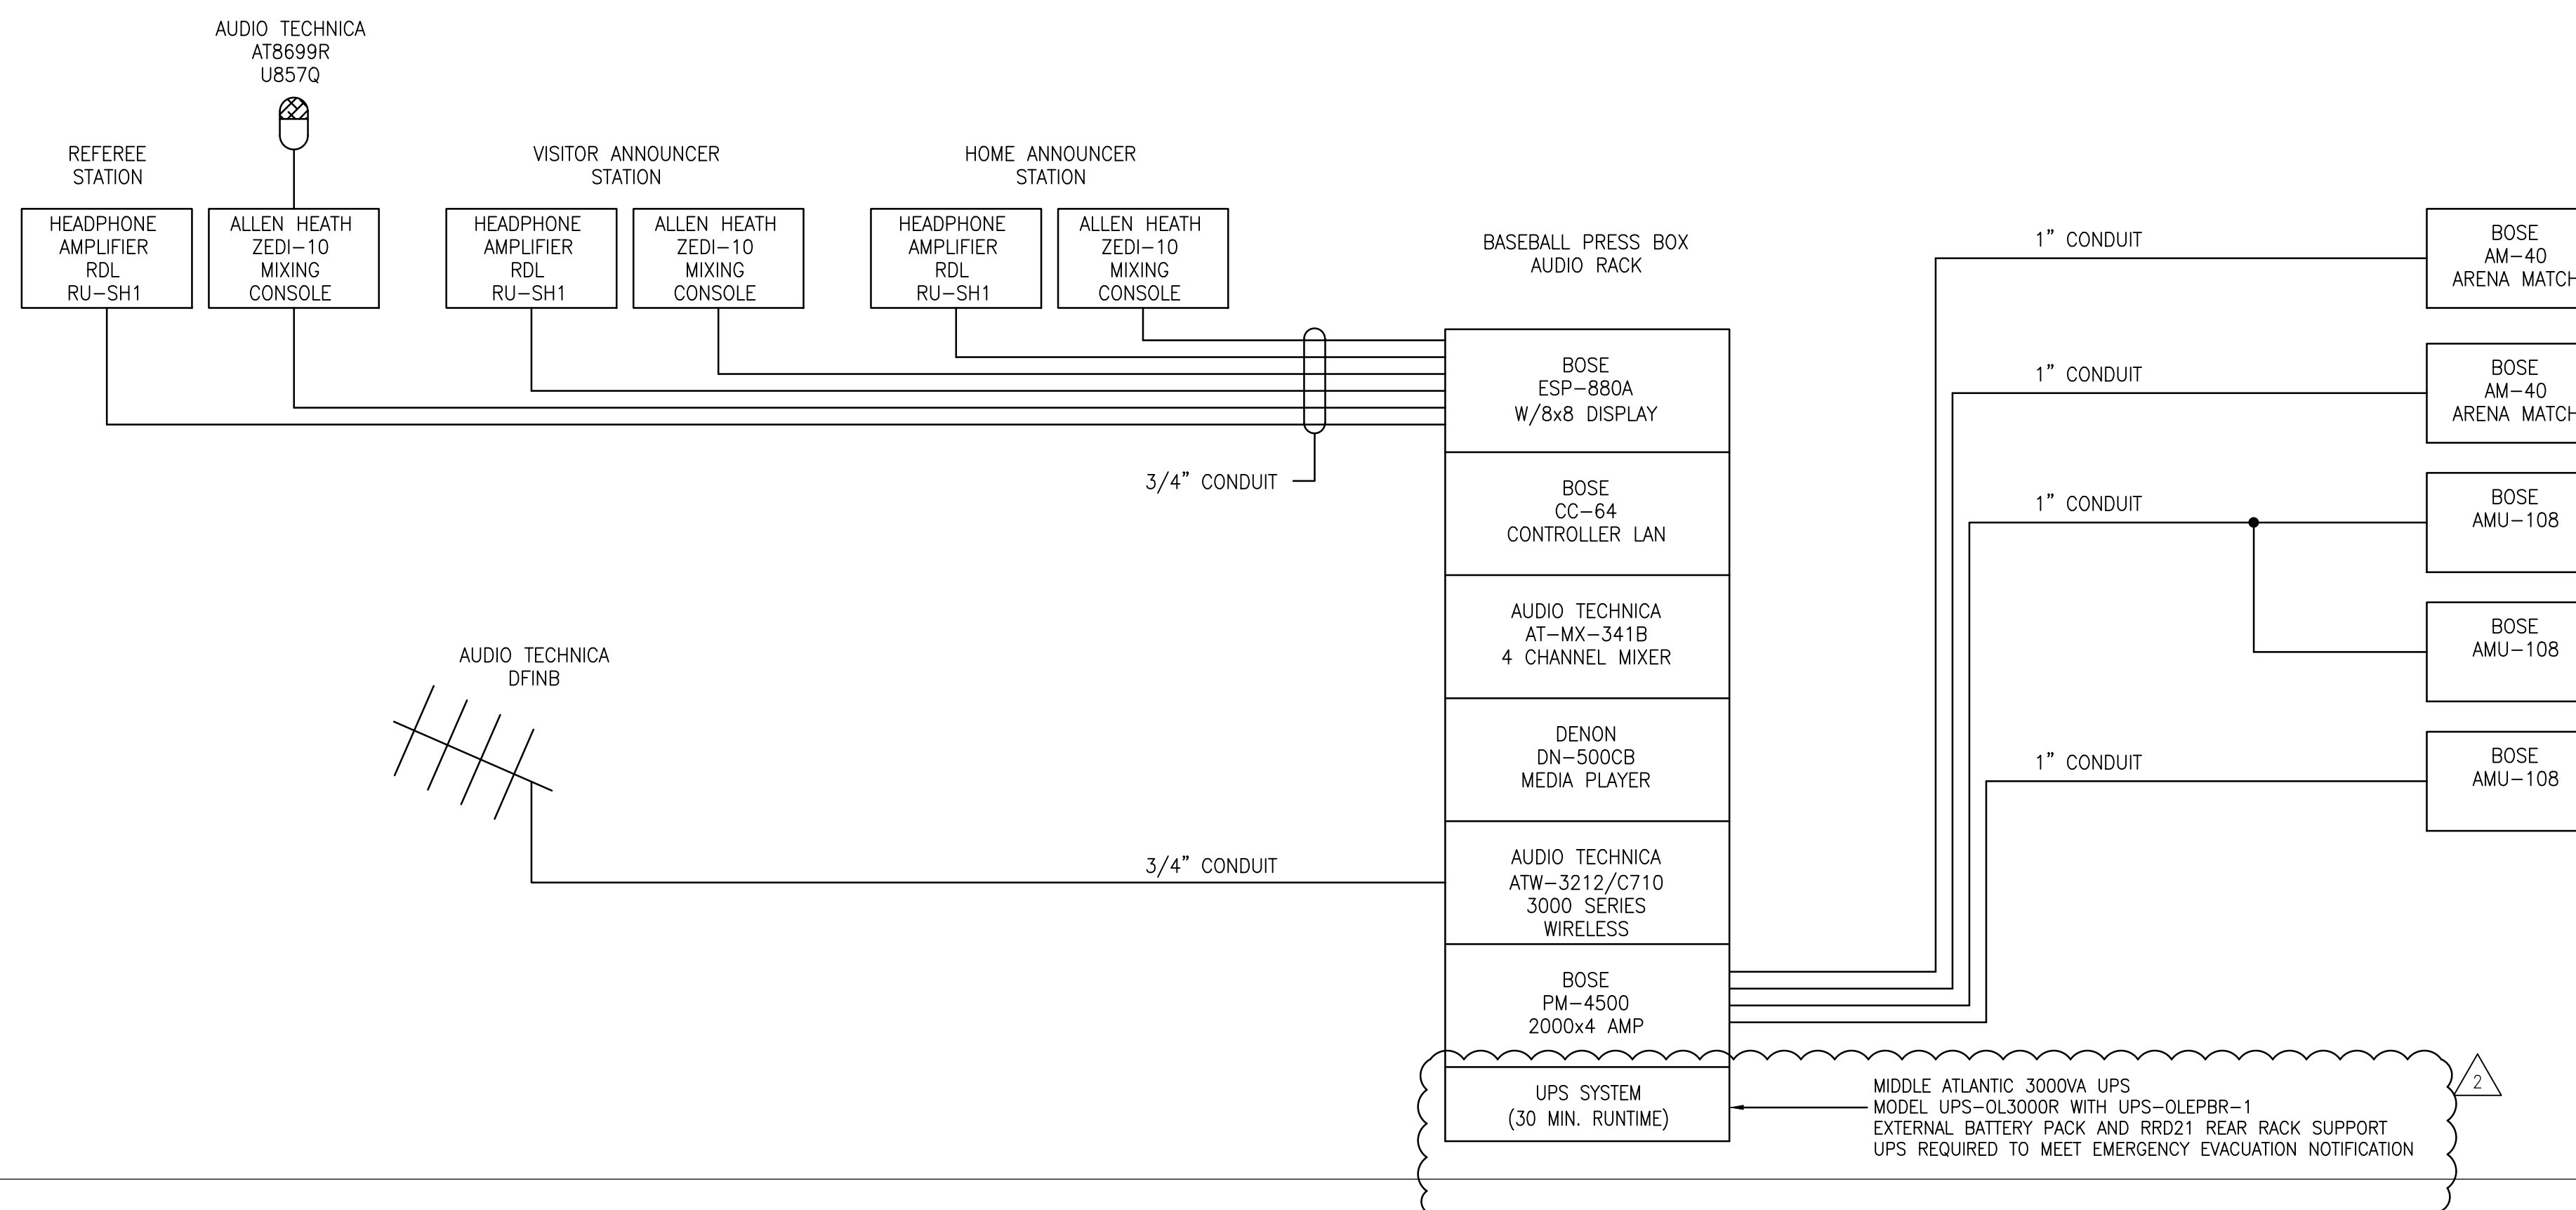 AUDIO TECHNICA
AT8699R
U857Q
REFEREE
STATION
VISITOR ANNOUNCER
STATION
HOME ANNOUNCER
STATION
HEADPHONE
AMPLIFIER
RDL
RU-SH1
ALLEN HEATH
ZEDI-10
MIXING
CONSOLE
HEADPHONE
AMPLIFIER
RDL
RU-SH1
ALLEN HEATH
ZEDI-10
MIXING
CONSOLE
HEADPHONE
AMPLIFIER
RDL
RU-SH1
ALLEN HEATH
ZEDI-10
MIXING
CONSOLE
3/4" CONDUIT
AUDIO TECHNICA
DFINB
3/4" CONDUIT
BASEBALL PRESS BOX
AUDIO RACK
BOSE
ESP-880A
W/8x8 DISPLAY
BOSE
CC-64
CONTROLLER LAN
AUDIO TECHNICA
AT-MX-341B
4 CHANNEL MIXER
DENON
DN-500CB
MEDIA PLAYER
AUDIO TECHNICA
ATW-3212/C710
3000 SERIES
WIRELESS
BOSE
PM-4500
2000x4 AMP
UPS SYSTEM
(30 MIN. RUNTIME)
1" CONDUIT
BOSE
AM-40
ARENA MATCH
1" CONDUIT
BOSE
AM-40
ARENA MATCH
1" CONDUIT
BOSE
AMU-108
BOSE
AMU-108
1" CONDUIT
BOSE
AMU-108
MIDDLE ATLANTIC 3000VA UPS
MODEL UPS-OL3000R WITH UPS-OLEPBR-1
EXTERNAL BATTERY PACK AND RRD21 REAR RACK SUPPORT
UPS REQUIRED TO MEET EMERGENCY EVACUATION NOTIFICATION
2